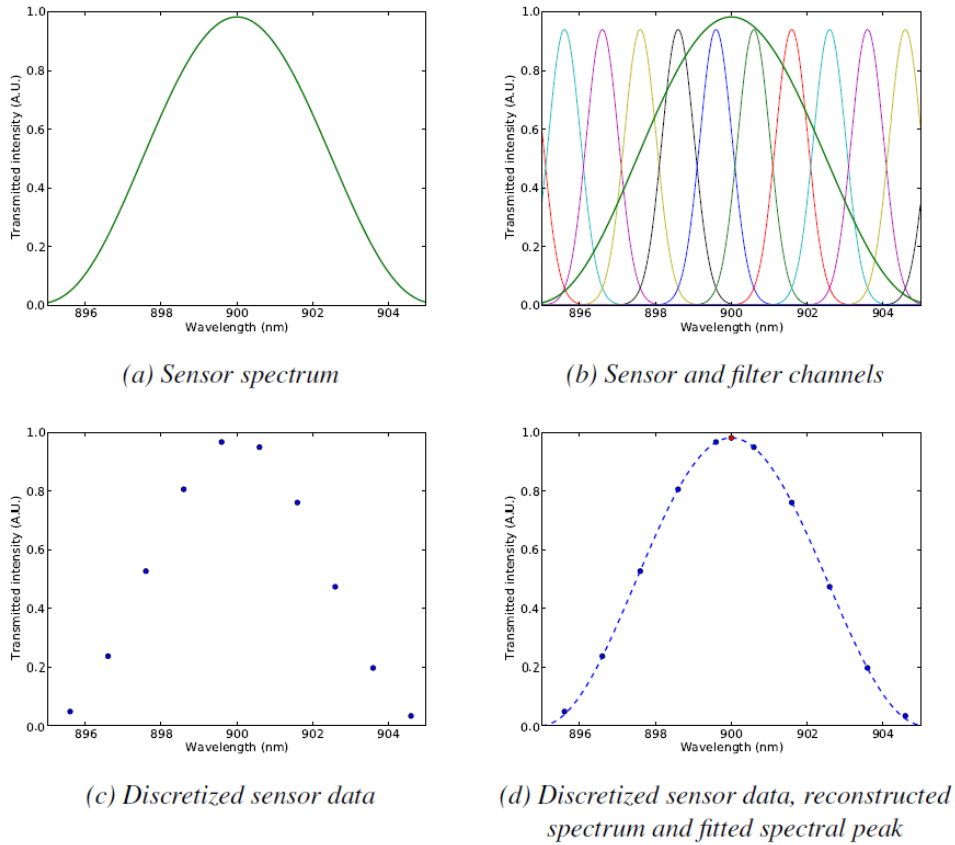 1.0
0.8
0.6
0.4
0.2
0.0
Transmitted intensity (A.U.)
896 898 900 902 904
Wavelength (nm)
(a) Sensor spectrum
1.0
0.8
0.6
0.4
0.2
0.0
Transmitted intensity (A.U.)
896 898 900 902 904
Wavelength (nm)
(b) Sensor and filter channels
1.0
0.8
0.6
0.4
0.2
0.0
Transmitted intensity (A.U.)
896 898 900 902 904
Wavelength (nm)
(c) Discretized sensor data
1.0
0.8
0.6
0.4
0.2
0.0
Transmitted intensity (A.U.)
896 898 900 902 904
Wavelength (nm)
(d) Discretized sensor data, reconstructed
spectrum and fitted spectral peak